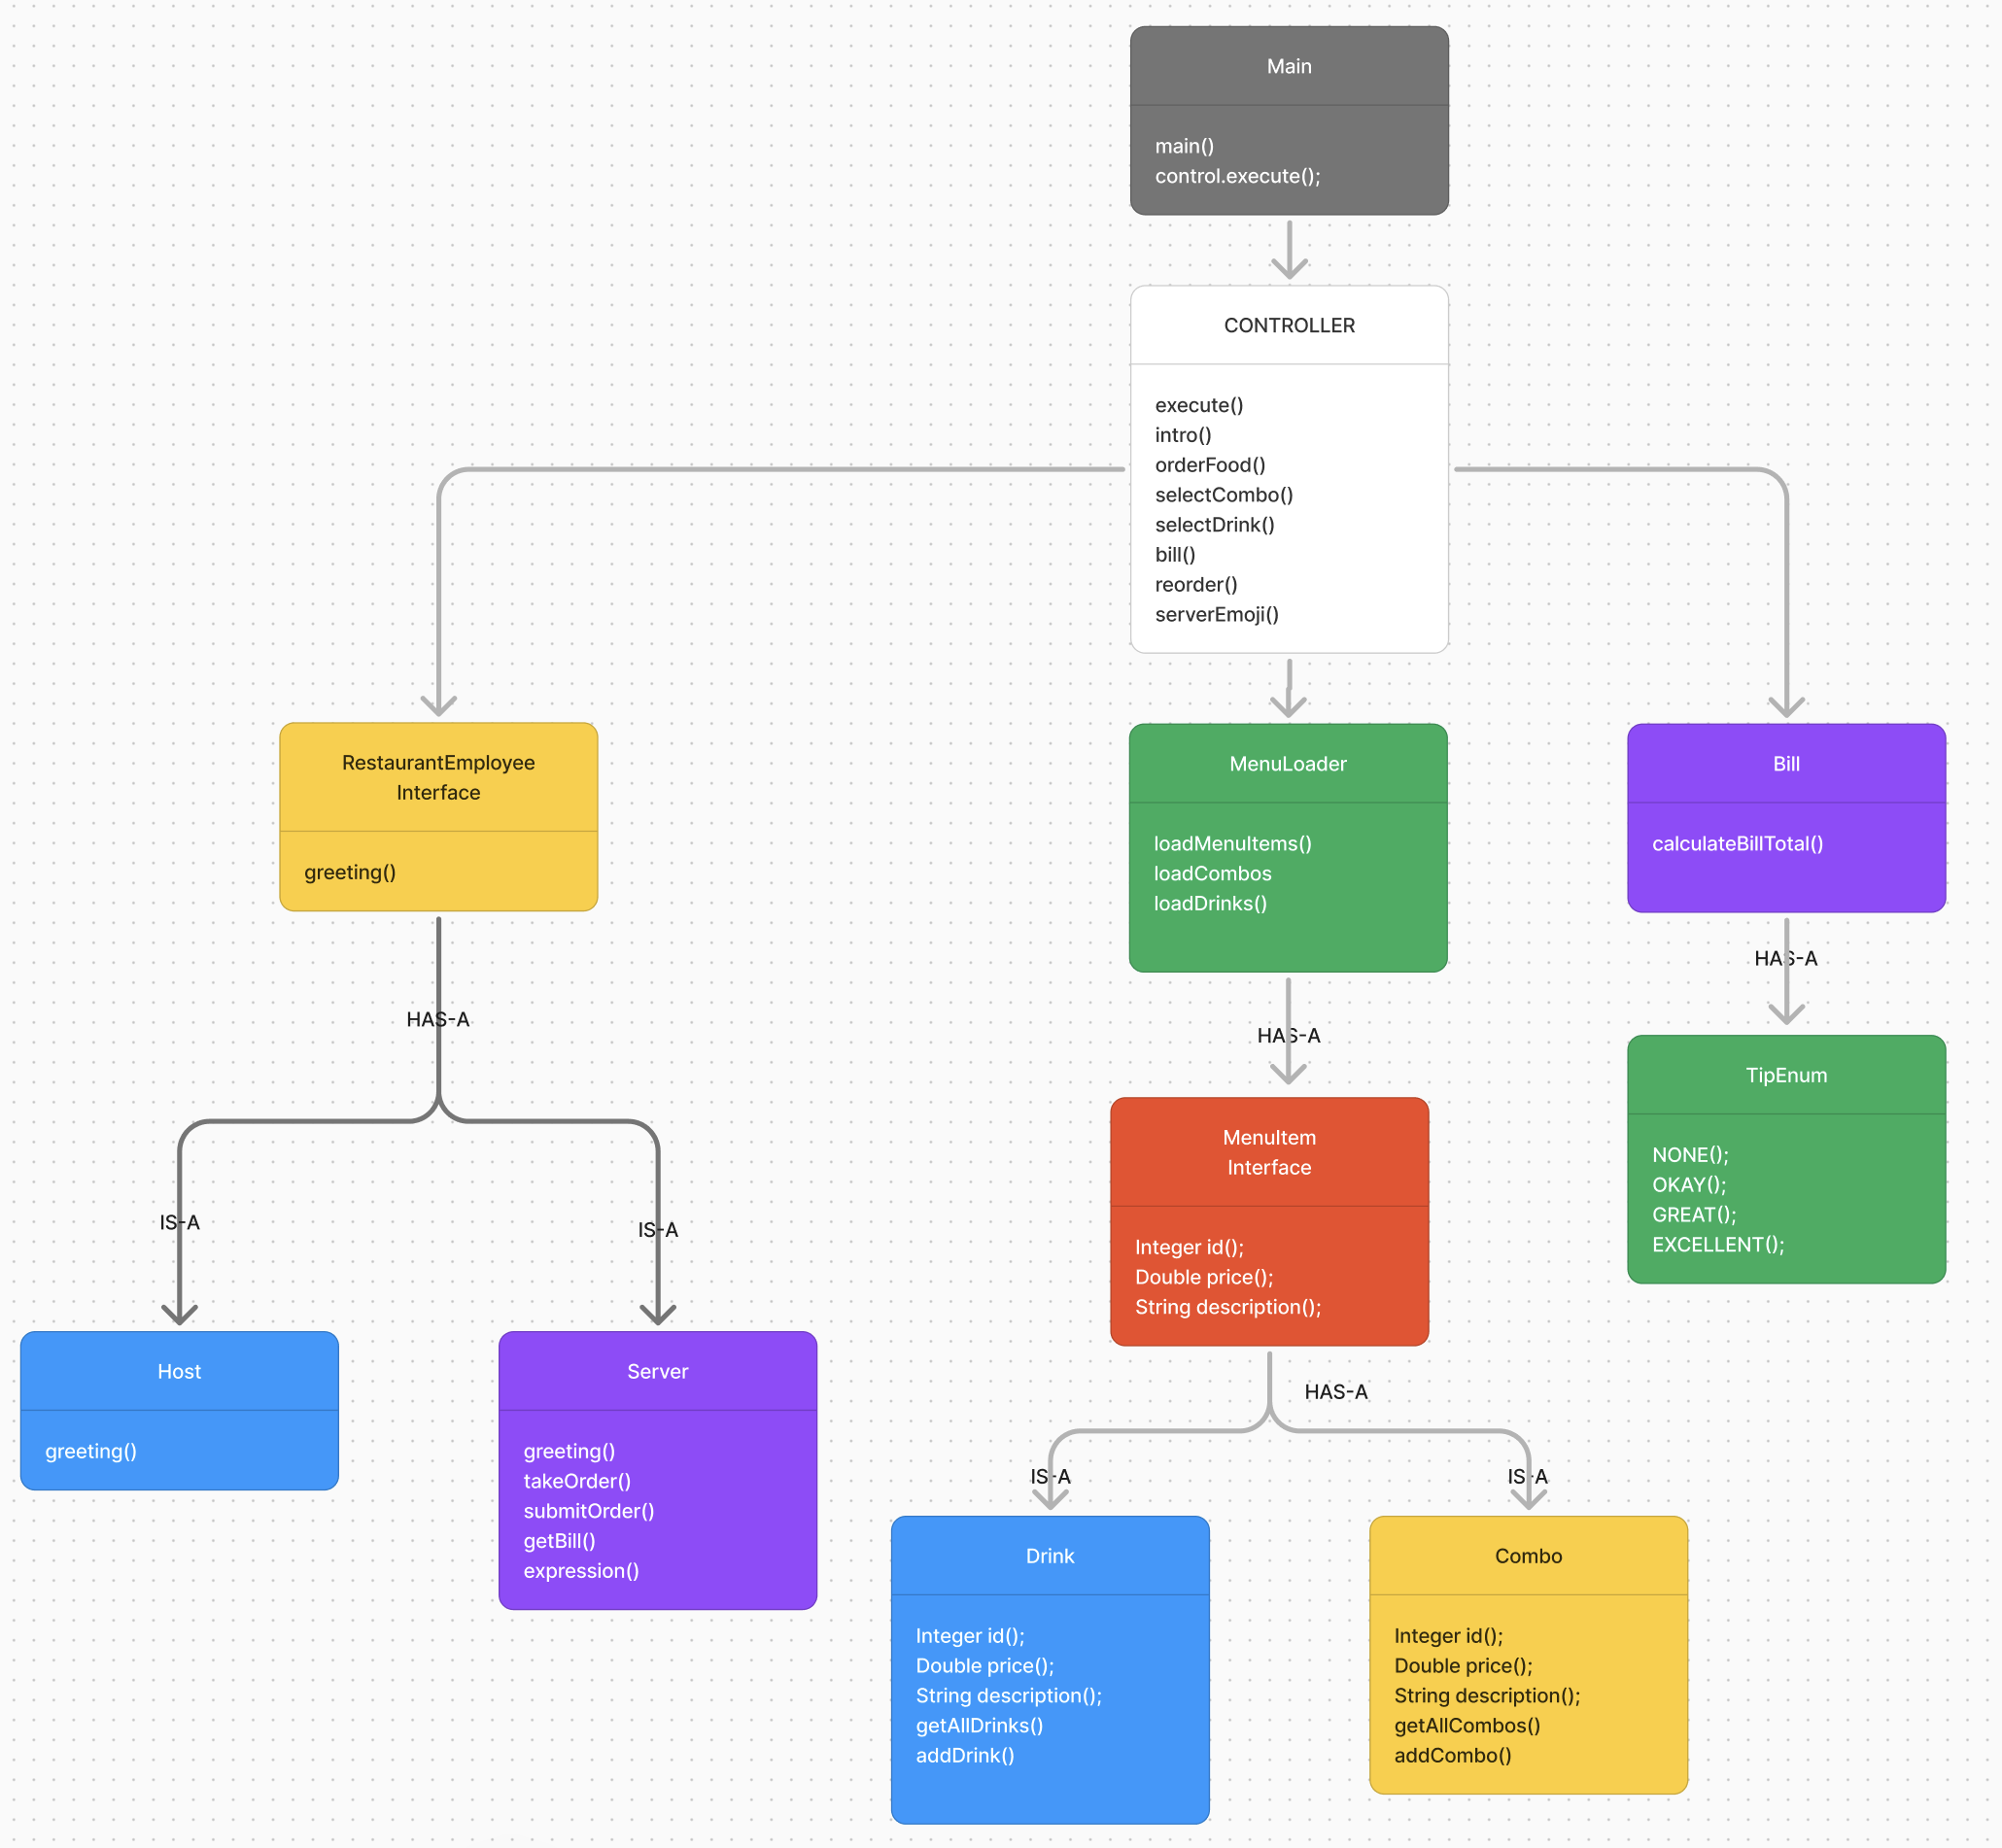 Main
main()
control.execute();
CONTROLLER
execute()
intro()
orderFood()
selectCombo()
selectDrink()
bill()
reorder()
serverEmoji()
RestaurantEmployee
Interface
greeting()
MenuLoader
loadMenuItems()
loadCombos
loadDrinks()
Bill
calculateBillTotal()
HAS-A
HAS-A
HAS-A
TipEnum
NONE();
OKAY();
GREAT();
EXCELLENT();
MenuItem
Interface
Integer id();
Double price();
String description();
IS-A
IS-A
HAS-A
Host
greeting()
Server
greeting()
takeOrder()
submitOrder()
getBill()
expression()
IS-A
IS-A
Drink
Integer id();
Double price();
String description();
getAllDrinks()
addDrink()
Combo
Integer id();
Double price();
String description();
getAllCombos()
addCombo()